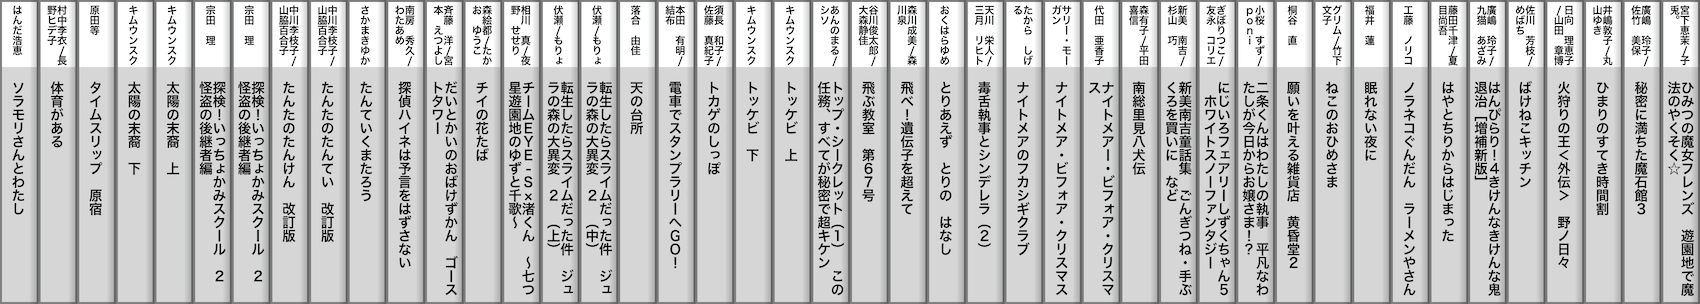 宮下恵茉/子
兎。
ひみつの魔女フレンズ　遊園地で魔
法のやくそく☆
廣嶋　玲子/
佐竹　美保
秘密に満ちた魔石館3
井嶋敦子/丸
山ゆき
ひまりのすてき時間割
日向　理恵子
/山田　章博
火狩りの王＜外伝＞　野ノ日々
佐川　芳枝/
めばち
ばけねこキッチン
廣嶋　玲子/
九猫　あざみ
はんぴらり!4きけんなきけんな鬼
退治[増補新版]
藤田千津/夏
目尚吾
はやとちりからはじまった
工藤　ノリコ
ノラネコぐんだん　ラーメンやさん
福井　蓮
眠れない夜に
グリム/竹下
文子
ねこのおひめさま
桐谷　直
願いを叶える雑貨店　黄昏堂2
小桜　すず/
poni
二条くんはわたしの執事　平凡なわ
たしが今日からお嬢さま!?
ぎぼりつこ/
友永　コリエ
にじいろフェアリーしずくちゃん5
　ホワイトスノーファンタジー
新美　南吉/
杉山　巧
新美南吉童話集　ごんぎつね・手ぶ
くろを買いに　など
森有子/平田
喜信
南総里見八犬伝
代田　亜香子
ナイトメアー・ビフォア・クリスマ
ス
サリー・モー
ガン
ナイトメア・ビフォア・クリスマス
たから　しげ
る
ナイトメアのフカシギクラブ
天川　栄人/
三月　リヒト
毒舌執事とシンデレラ(2)
おくはらゆめ
とりあえず　とりの　はなし
森川成美/森
川泉
飛べ!遺伝子を超えて
谷川俊太郎/
大森静佳
飛ぶ教室　第67号
あんのまる/
シソ
トップ・シークレット(1)　この
任務、すべてが秘密で超キケン
キムウンスク
トッケビ　上
キムウンスク
トッケビ　下
須長　和子/
佐藤　真紀子
トカゲのしっぽ
本田　有明/
結布
電車でスタンプラリーへGO!
落合　由佳
天の台所
伏瀬/もりょ
転生したらスライムだった件　ジュ
ラの森の大異変　2　(中)
伏瀬/もりょ
転生したらスライムだった件　ジュ
ラの森の大異変　2　(上)
相川　真/夜
野　せせり
チームEYE-S×渚くん　～七つ
星遊園地のゆずと千歌～
森絵都/たか
お　ゆうこ
チイの花たば
斉藤　洋/宮
本　えつよし
だいとかいのおばけずかん　ゴース
トタワー
南房　秀久/
わたあめ
探偵ハイネは予言をはずさない
さかまきゆか
たんていくまたろう
中川李枝子/
山脇百合子
たんたのたんてい　改訂版
中川李枝子/
山脇百合子
たんたのたんけん　改訂版
宗田　理
探検!いっちょかみスクール　2
怪盗の後継者編
宗田　理
探検!いっちょかみスクール　2
怪盗の後継者編
キムウンスク
太陽の末裔　上
キムウンスク
太陽の末裔　下
原田等
タイムスリップ　原宿
村中李衣/長
野ヒデ子
体育がある
はんだ浩恵
ソラモリさんとわたし